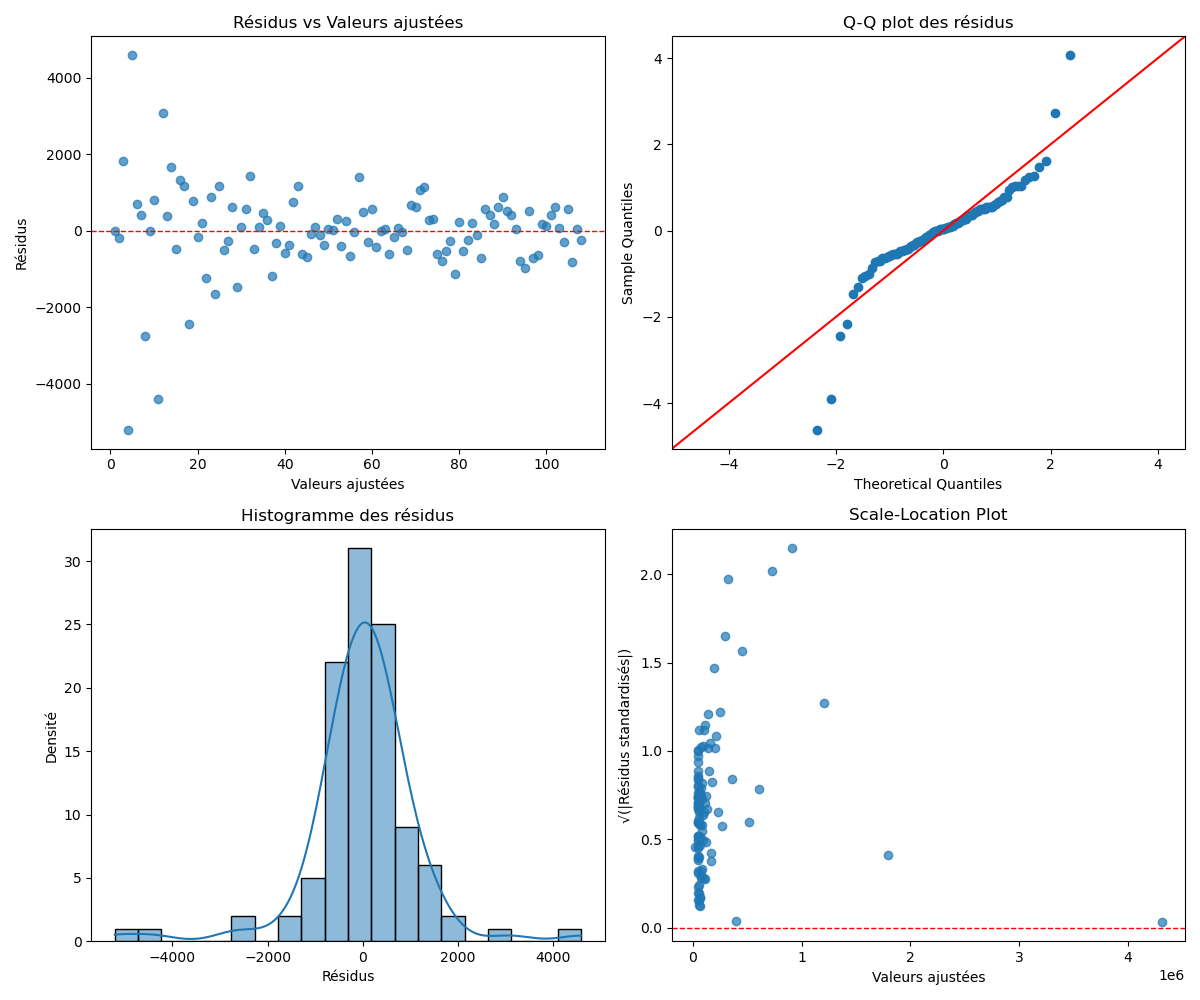 Résidus vs Valeurs ajustées
4000
2000
0
−2000
−4000
Résidus
0 20 40 60 80 100
Valeurs ajustées
Q-Q plot des résidus
4
2
0
−2
−4
Sample Quantiles
−4 −2 0 2 4
Theoretical Quantiles
Histogramme des résidus
30
25
20
15
10
5
0
Densité
−4000 −2000 0 2000 4000
Résidus
Scale-Location Plot
2.0
1.5
1.0
0.5
0.0
√(|Résidus standardisés|)
0 1 2 3 4
1e6
Valeurs ajustées